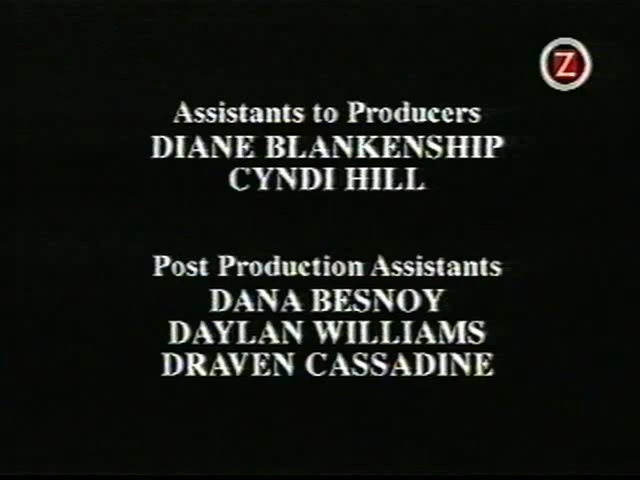 Z
Assistants to Producers
DIANE BLANKENSHIP
CYNDI HILL
Post Production Assistants
DANA BESNOY
DAYLAN WILLIAMS
DRAVEN CASSADINE